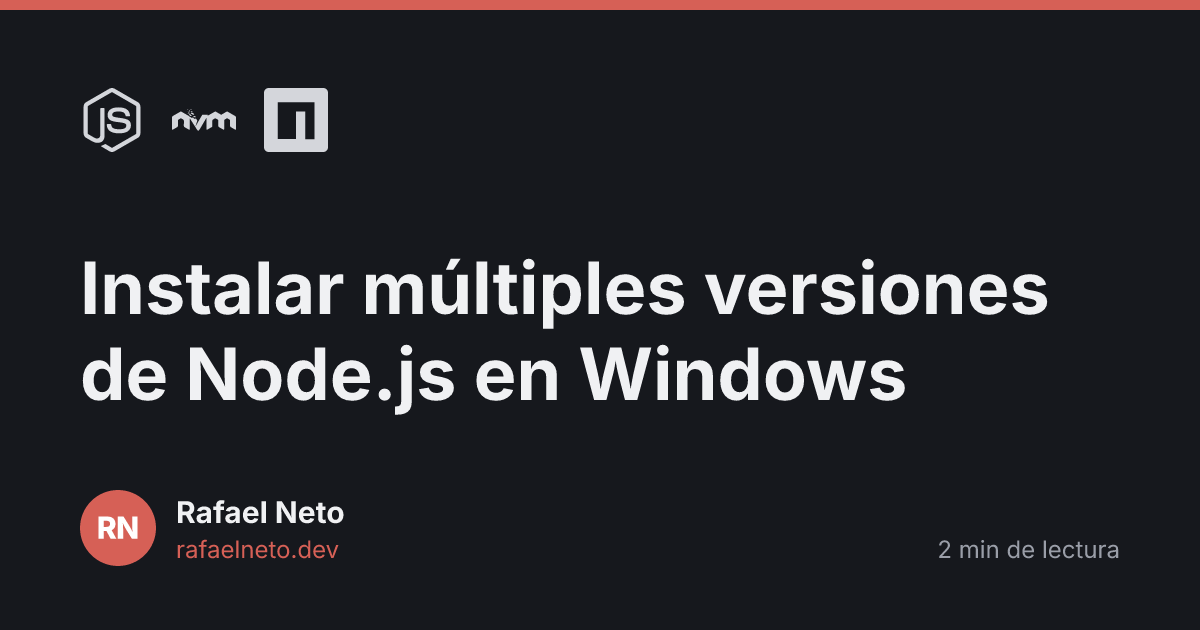 JS nvm n
Instalar múltiples versiones
de Node.js en Windows
RN
Rafael Neto
rafaelneto.dev
2 min de lectura